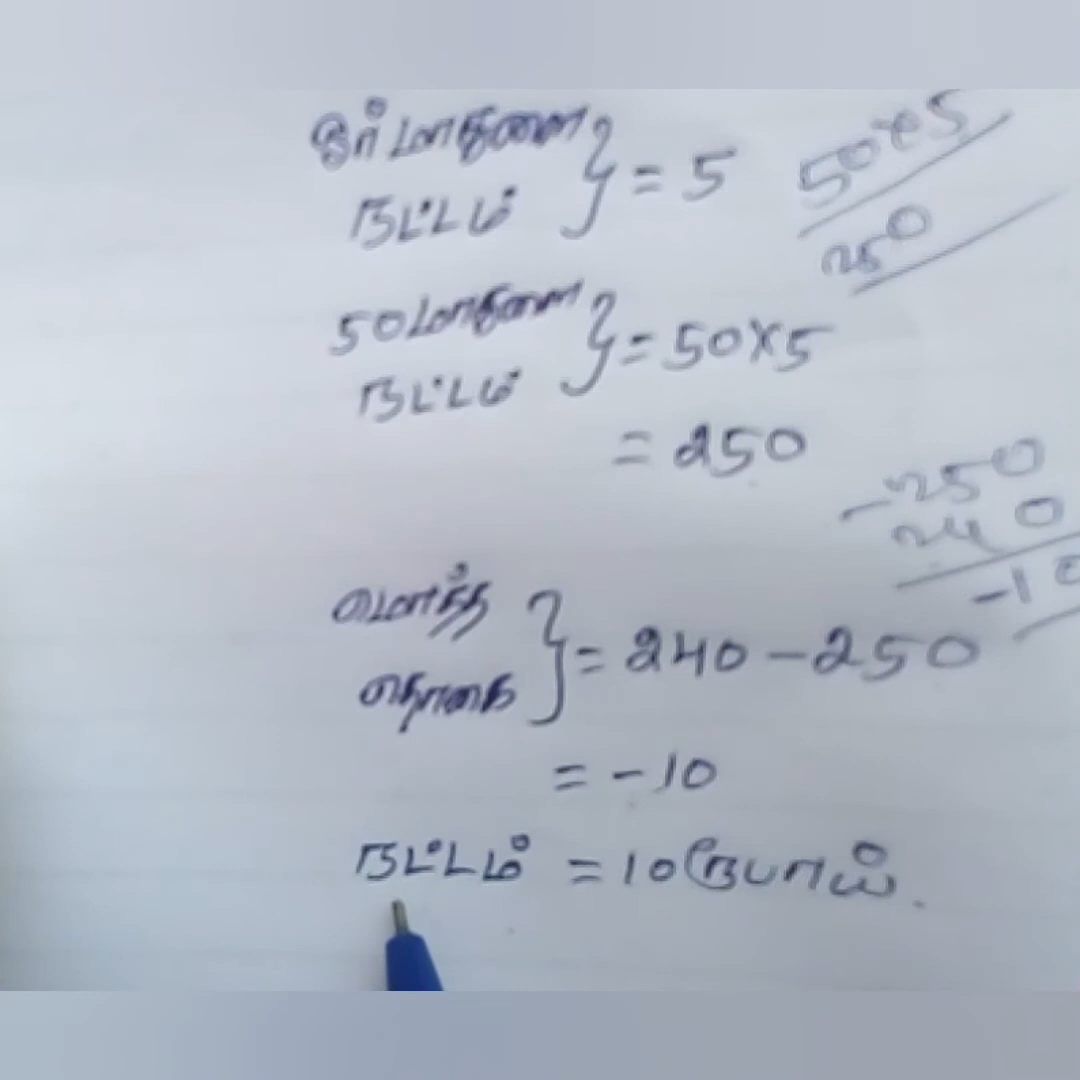 ஓர் மாதுளை } = 5
நட்டம்
50 x 5
250
50 மாதுளை } = 50 x 5
நட்டம்
= 250
- 250
240
- 10
மொத்த } = 240 - 250
தொகை
= - 10
நட்டம் = 10 ரூபாய்.